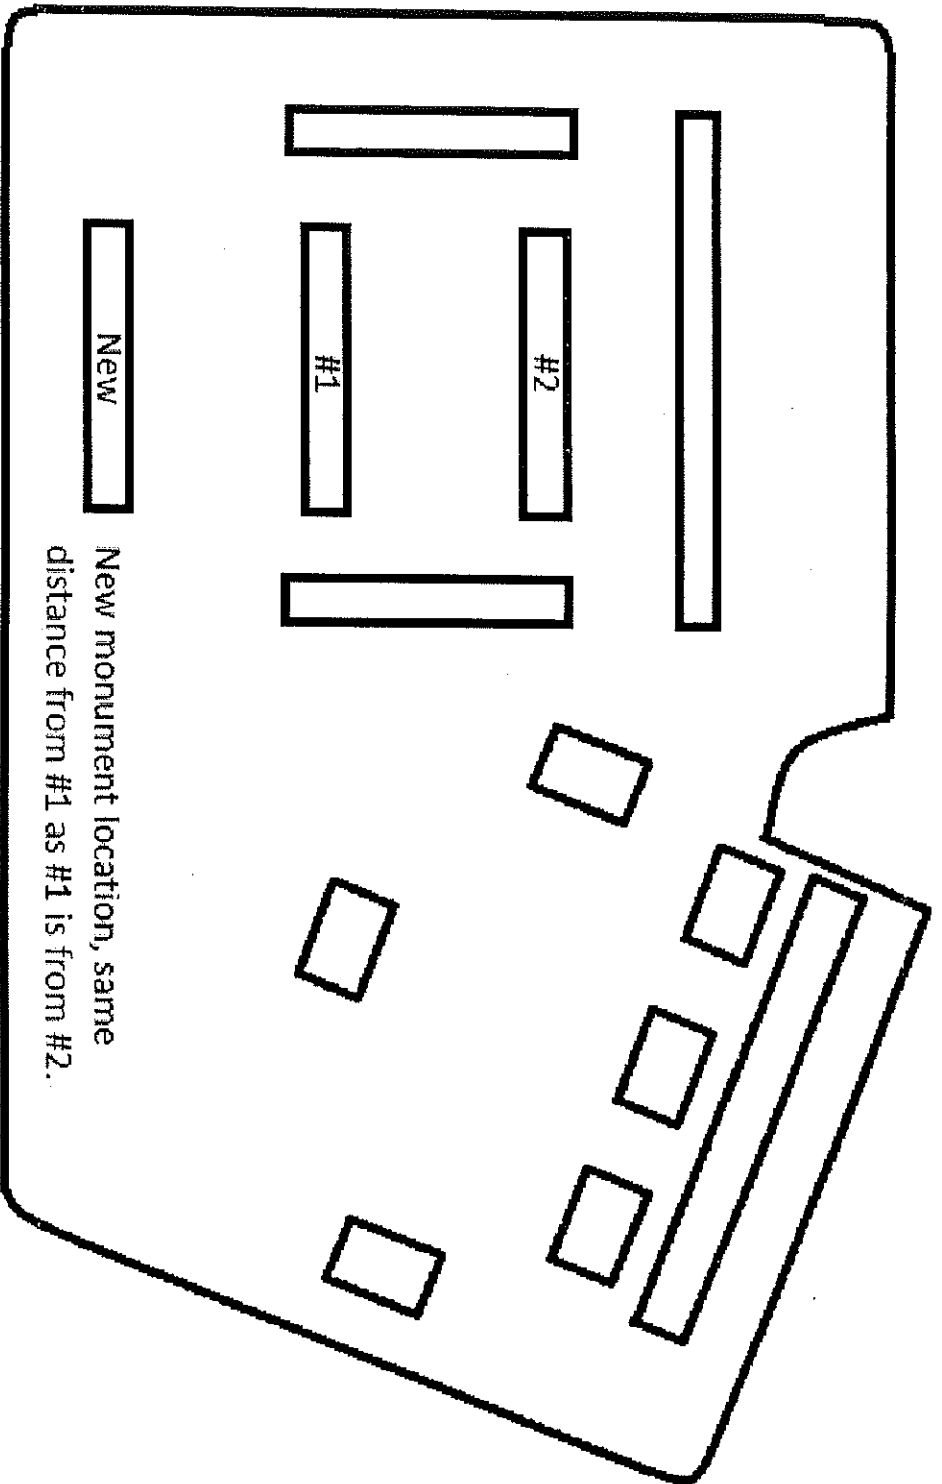 #2
#1
New
New monument location, same
distance from #1 as #1 is from #2.